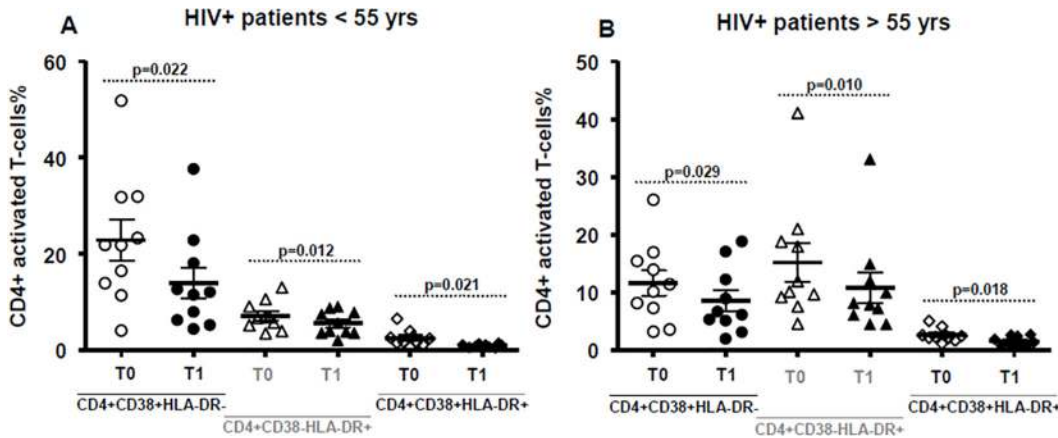 A HIV+ patients < 55 yrs
CD4+ activated T-cells%
60
40
20
0
p=0.022
p=0.012
p=0.021
T0 T1 T0 T1 T0 T1
CD4+CD38+HLA-DR- CD4+CD38+HLA-DR+
CD4+CD38-HLA-DR+
B HIV+ patients > 55 yrs
CD4+ activated T-cells%
50
40
30
20
10
0
p=0.010
p=0.029
p=0.018
T0 T1 T0 T1 T0 T1
CD4+CD38+HLA-DR- CD4+CD38+HLA-DR+
CD4+CD38-HLA-DR+